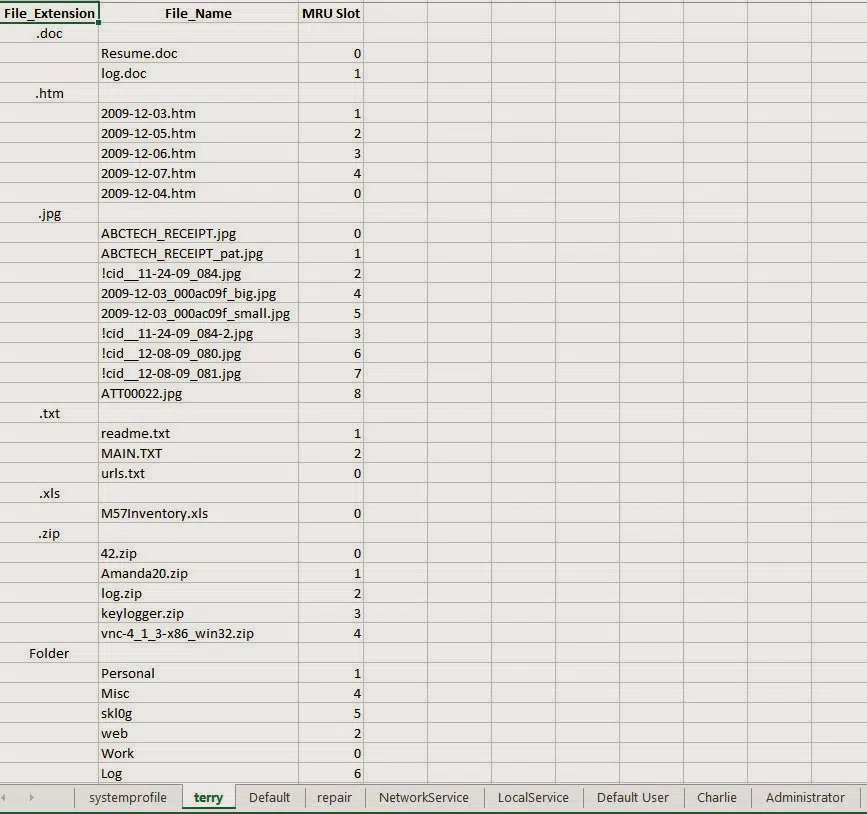 File_Extension File_Name MRU Slot
.doc
Resume.doc 0
log.doc 1
.htm
2009-12-03.htm 1
2009-12-05.htm 2
2009-12-06.htm 3
2009-12-07.htm 4
2009-12-04.htm 0
.jpg
ABCTECH_RECEIPT.jpg 0
ABCTECH_RECEIPT_pat.jpg 1
!cid__11-24-09_084.jpg 2
2009-12-03_000ac09f_big.jpg 4
2009-12-03_000ac09f_small.jpg 5
!cid__11-24-09_084-2.jpg 3
!cid__12-08-09_080.jpg 6
!cid__12-08-09_081.jpg 7
ATT00022.jpg 8
.txt
readme.txt 1
MAIN.TXT 2
urls.txt 0
.xls
M57Inventory.xls 0
.zip
42.zip 0
Amanda20.zip 1
log.zip 2
keylogger.zip 3
vnc-4_1_3-x86_win32.zip 4
Folder
Personal 1
Misc 4
skl0g 5
web 2
Work 0
Log 6
systemprofile terry Default repair NetworkService LocalService Default User Charlie Administrator